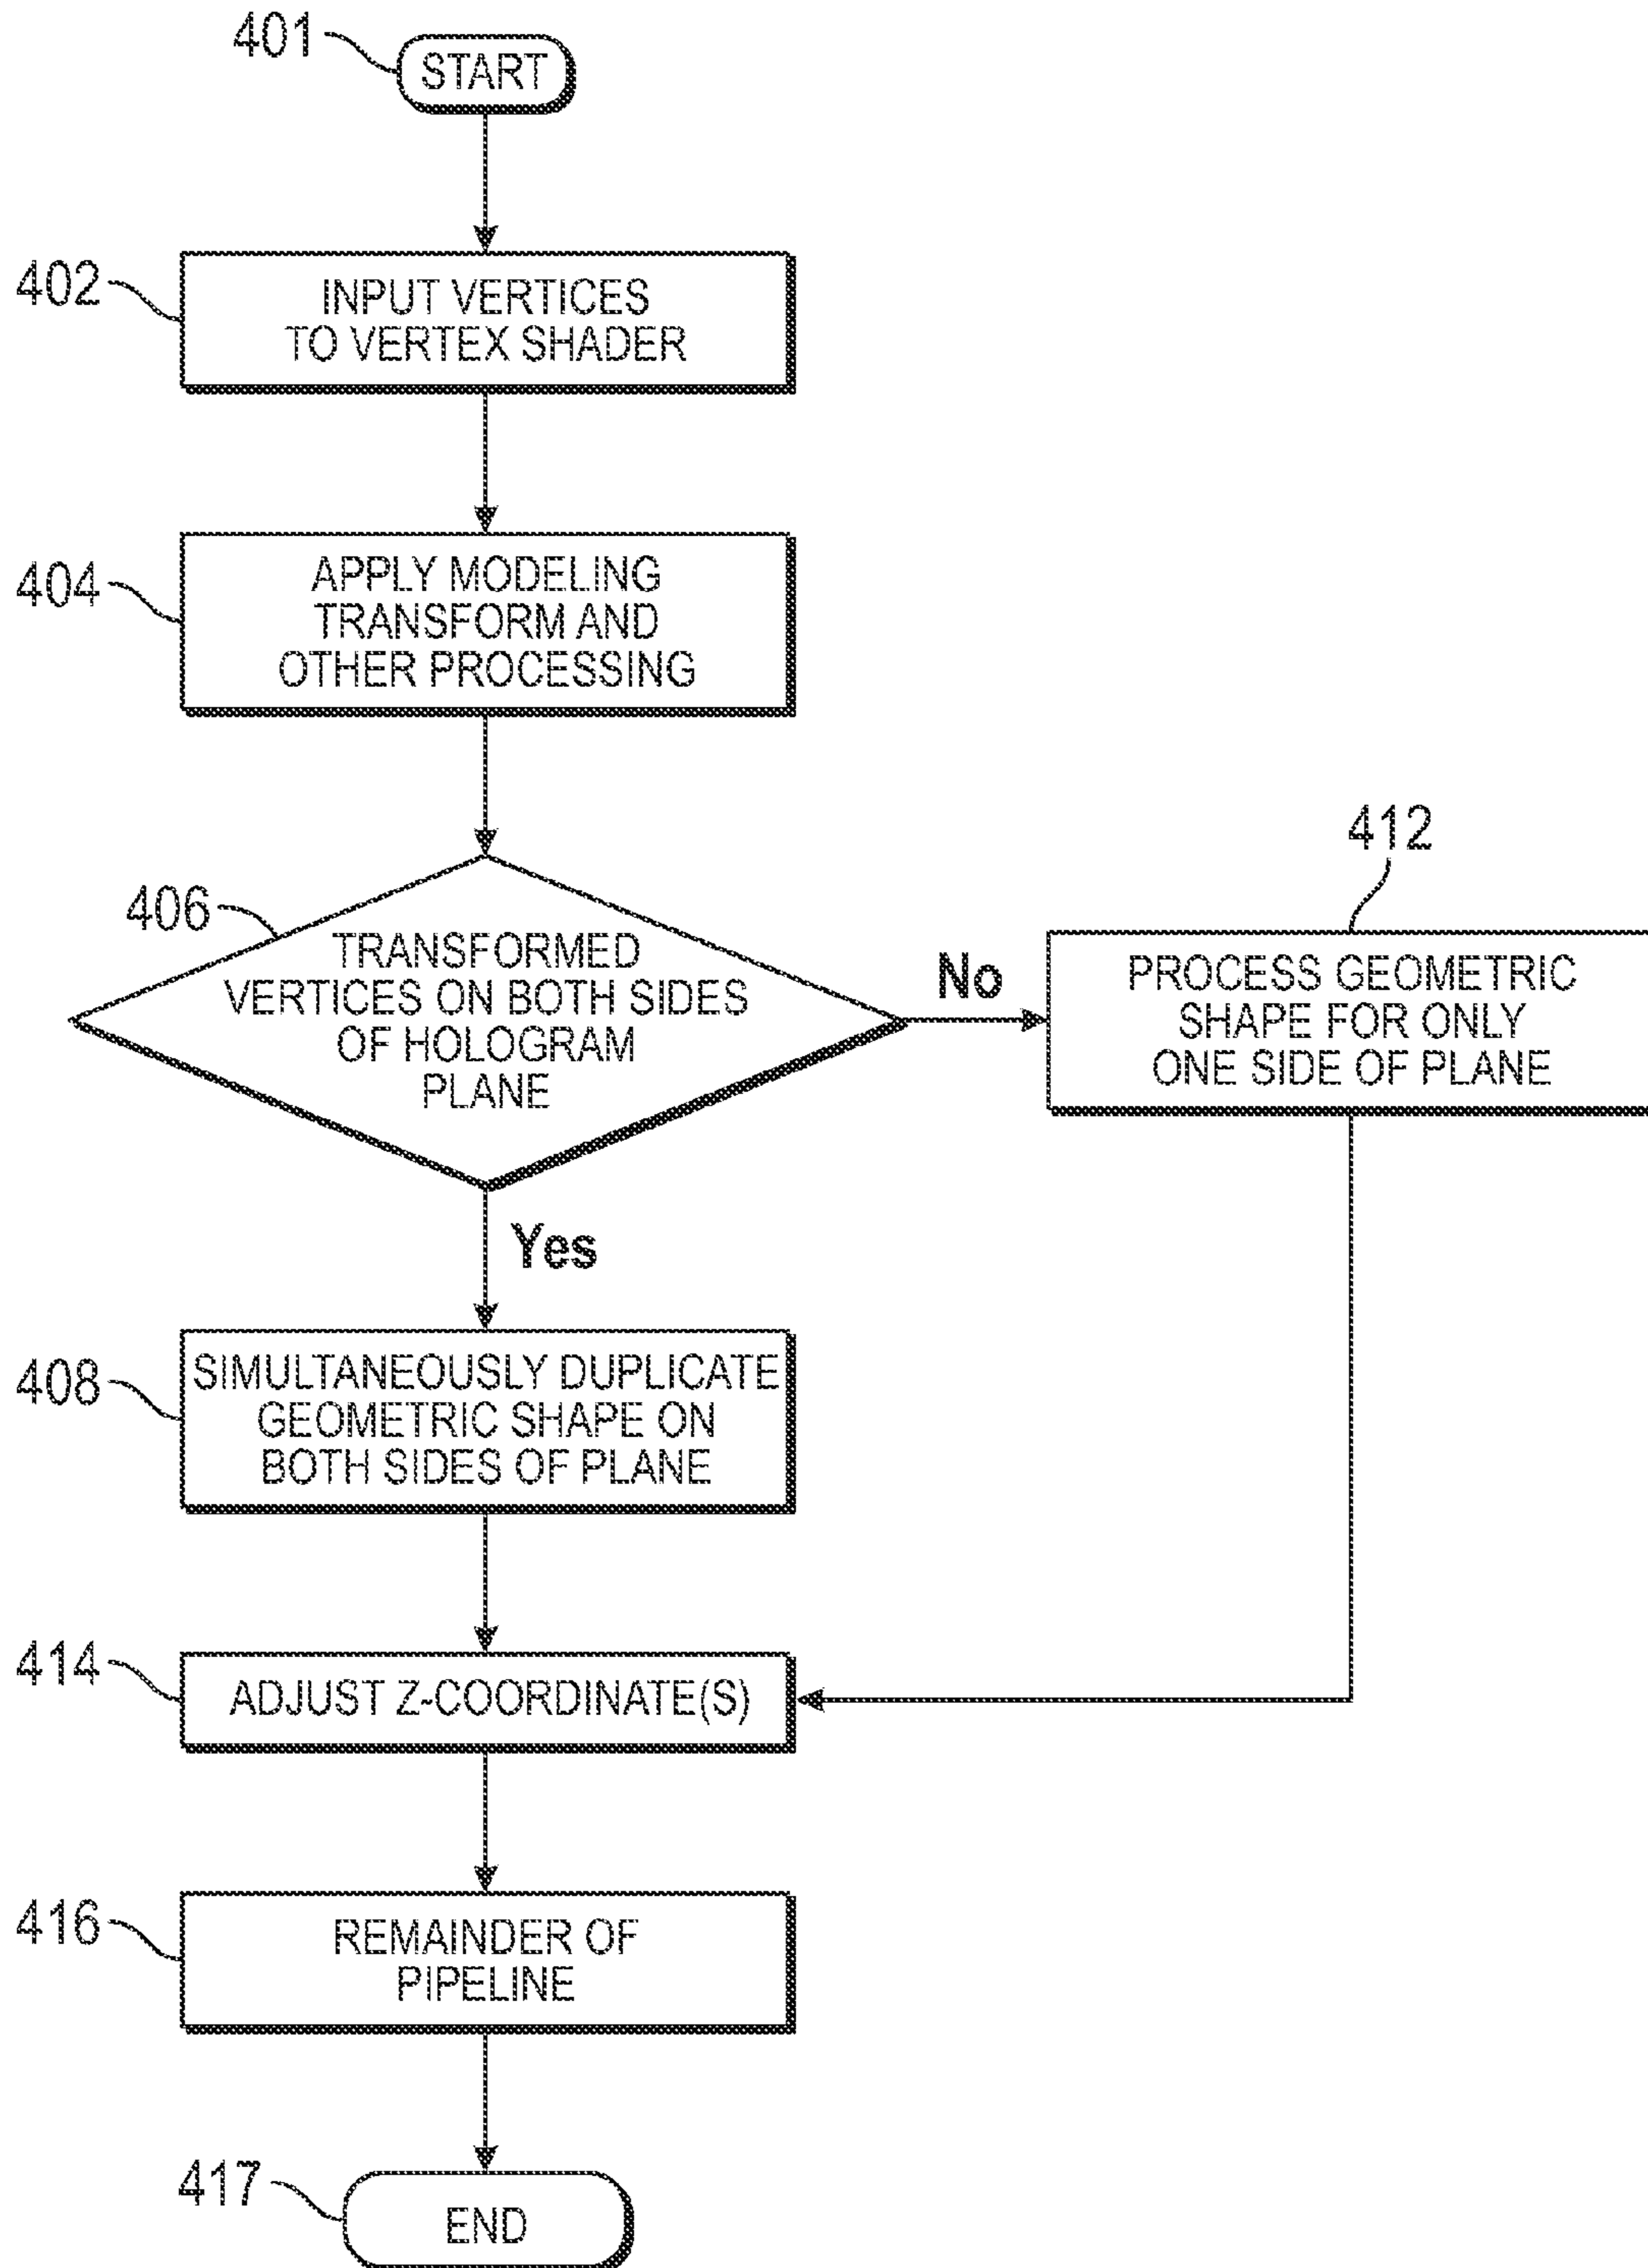 401
START
402
INPUT VERTICES
TO VERTEX SHADER
404
APPLY MODELING
TRANSFORM AND
OTHER PROCESSING
406
TRANSFORMED
VERTICES ON BOTH SIDES
OF HOLOGRAM
PLANE
No
412
PROCESS GEOMETRIC
SHAPE FOR ONLY
ONE SIDE OF PLANE
Yes
408
SIMULTANEOUSLY DUPLICATE
GEOMETRIC SHAPE ON
BOTH SIDES OF PLANE
414
ADJUST Z-COORDINATE(S)
416
REMAINDER OF
PIPELINE
417
END